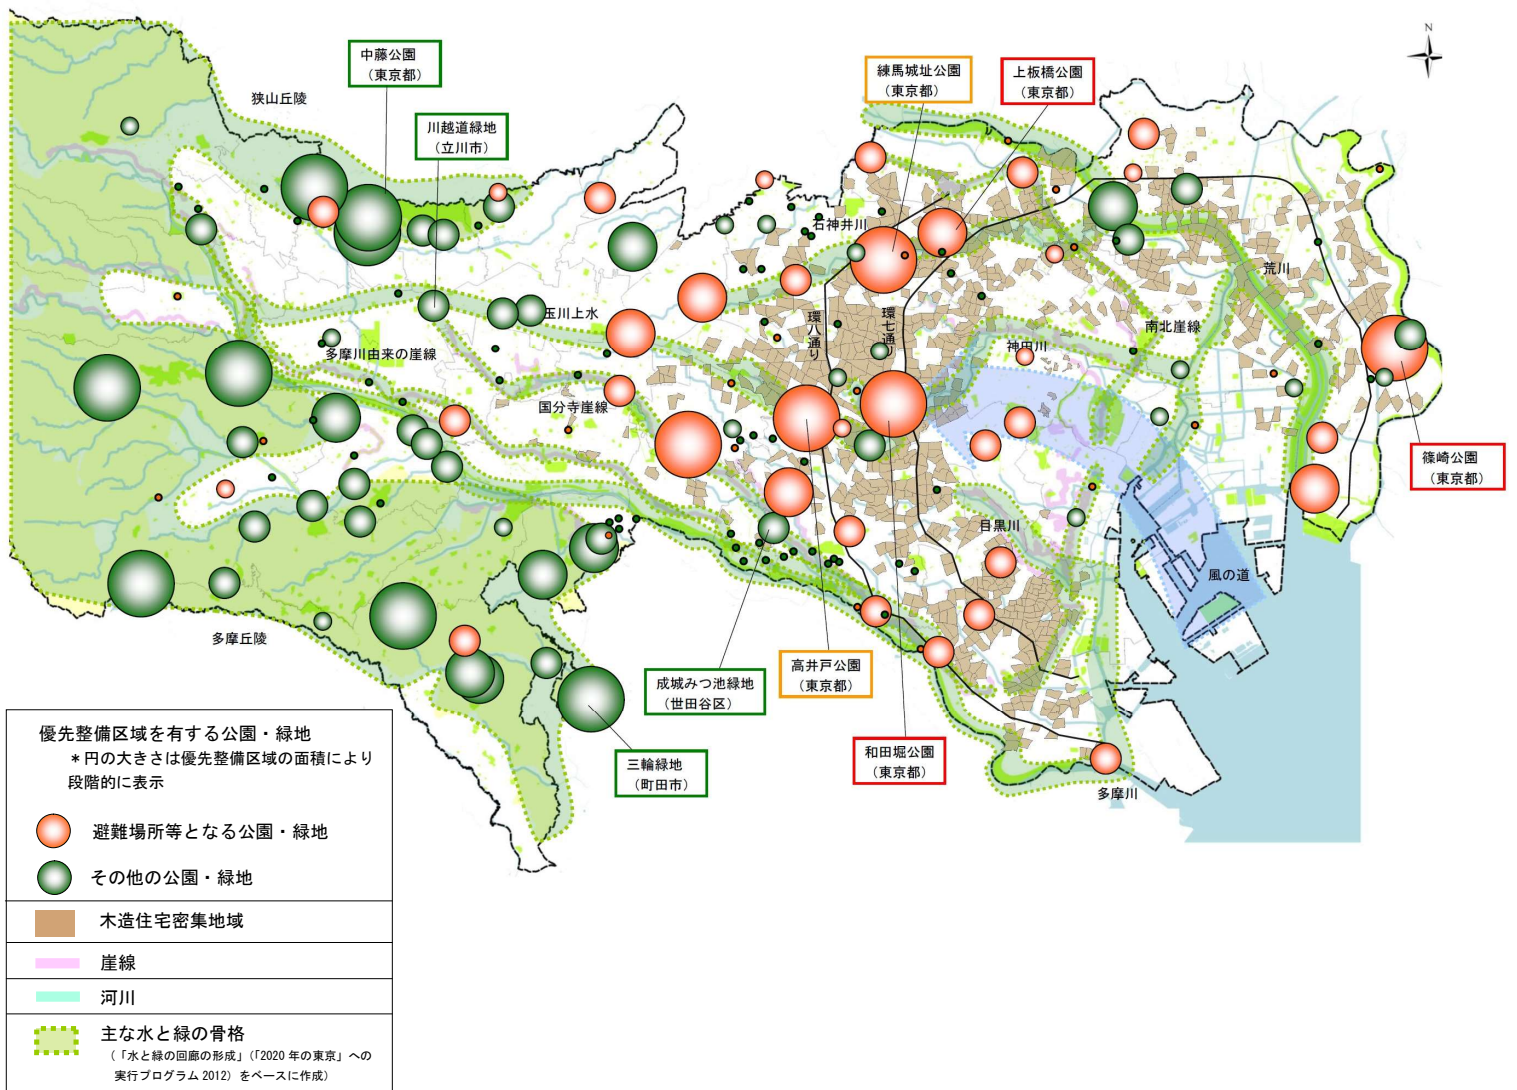 N
中藤公園
（東京都）
練馬城址公園
（東京都）
上板橋公園
（東京都）
狭山丘陵
川越道緑地
（立川市）
石神井川
荒川
玉川上水
環八通り
環七通り
南北崖線
神田川
多摩川由来の崖線
国分寺崖線
篠崎公園
（東京都）
目黒川
風の道
多摩丘陵
成城みつ池緑地
（世田谷区）
高井戸公園
（東京都）
三輪緑地
（町田市）
和田堀公園
（東京都）
多摩川
優先整備区域を有する公園・緑地
＊円の大きさは優先整備区域の面積により
段階的に表示
避難場所等となる公園・緑地
その他の公園・緑地
木造住宅密集地域
崖線
河川
主な水と緑の骨格
（「水と緑の回廊の形成」（「2020 年の東京」への
実行プログラム 2012）をベースに作成）